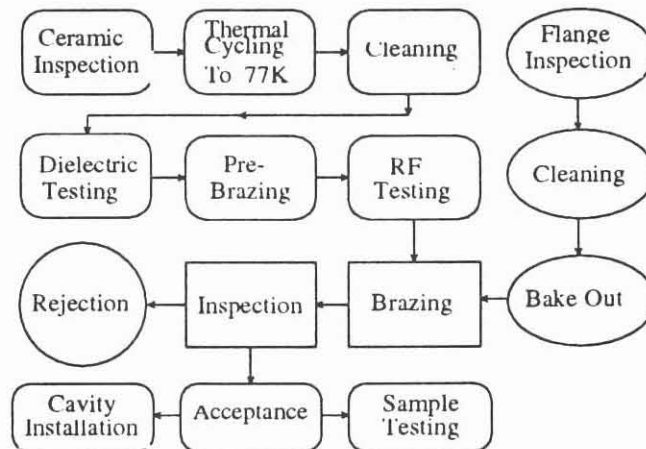 Ceramic
Inspection
Thermal
Cycling
To 77K
Cleaning
Flange
Inspection
Dielectric
Testing
Pre-
Brazing
RF
Testing
Cleaning
Rejection
Inspection
Brazing
Bake Out
Cavity
Installation
Acceptance
Sample
Testing